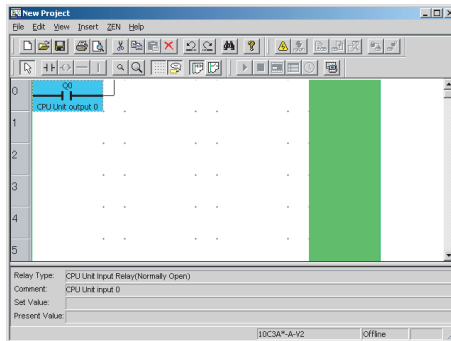 New Project
File Edit View Insert ZEN Help
0
Q0
CPU Unit output 0
1
2
3
4
5
Relay Type: CPU Unit Input Relay(Normally Open)
Comment: CPU Unit input 0
Set Value:
Present Value:
10C3A*-A-V2 Offline